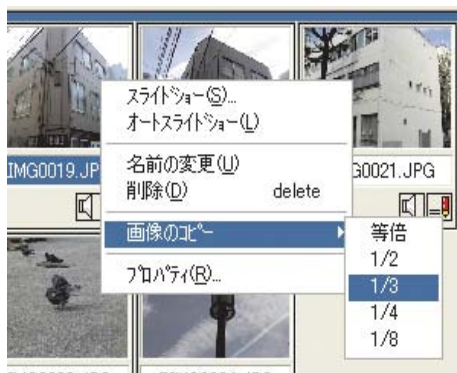 スライドショー(S)...
オートスライドショー(L)
名前の変更(U)
削除(D) delete
画像のコピー
プロパティ(R)...
等倍
1/2
1/3
1/4
1/8
IMG0019.JP
G0021.JPG